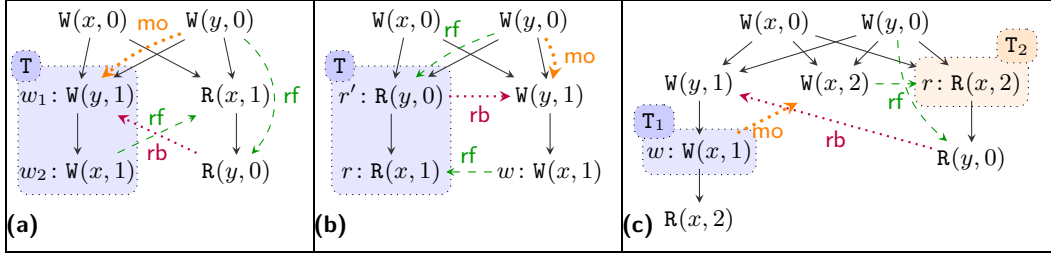 W(x, 0) W(y, 0)
mo
T
w1 : W(y, 1) R(x, 1)
rf
rf
rb
w2 : W(x, 1) R(y, 0)
(a)
W(x, 0) W(y, 0)
rf
mo
T
r′ : R(y, 0) W(y, 1)
rb
rf
r : R(x, 1) w : W(x, 1)
(b)
W(x, 0) W(y, 0)
T2
W(y, 1) W(x, 2) r : R(x, 2)
rf
rb
T1
mo
w : W(x, 1) R(y, 0)
R(x, 2)
(c)